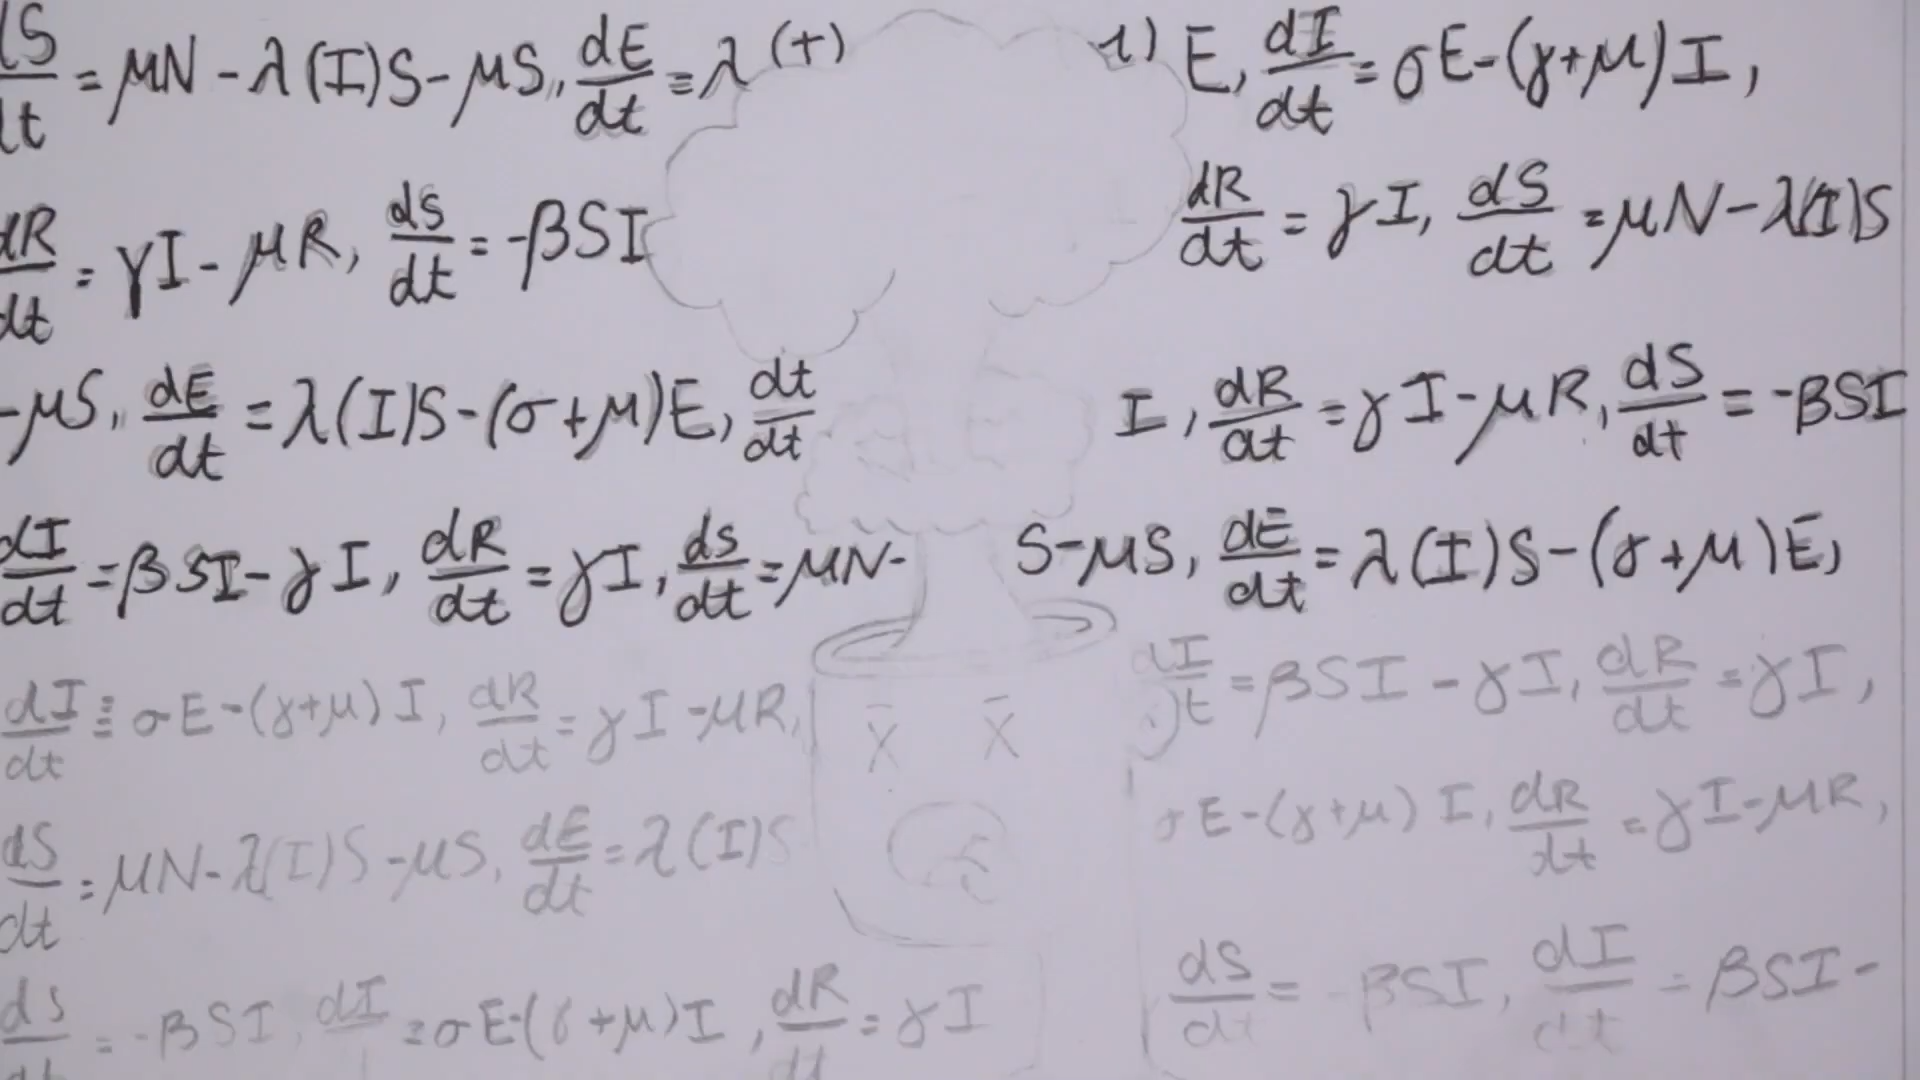 dS/dt = μN - λ(I)S - μS, dE/dt = λ (t) 1) E, dI/dt = σE - (γ+μ) I,
dR/dt = γI - μR, dS/dt = -βSI dR/dt = γI, dS/dt = μN - λ(I)S
-μS, dE/dt = λ(I)S - (σ+μ)E, dt/dt I, dR/dt = γI - μR, dS/dt = -βSI
dI/dt = βSI - γI, dR/dt = γI, dS/dt = μN- S-μS, dE/dt = λ(I)S - (γ+μ)E,
dI/dt = σE - (γ+μ) I, dR/dt = γI - μR, dI/t = βSI - γI, dR/dt = γI,
dS/dt = μN - λ(I)S - μS, dE/dt = λ(I)S σE - (γ+μ) I, dR/dt = γI - μR,
dS/dt = -βSI, dI = σE - (γ+μ)I, dR/dt = γI dS/dt = -βSI, dI/dt = βSI -